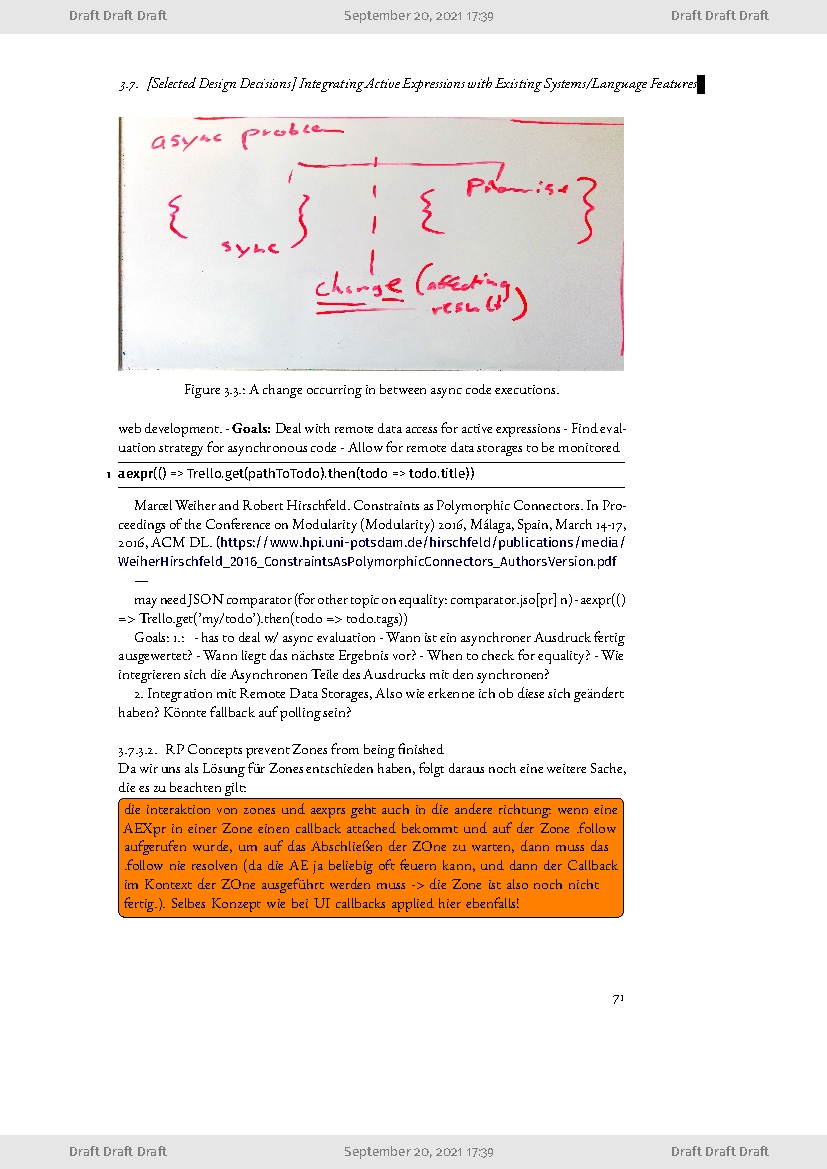 Draft Draft Draft September 20, 2021 17:39 Draft Draft Draft
3.7. [Selected Design Decisions] Integrating Active Expressions with Existing Systems/Language Features
async problem
{ } { Promise }
sync
change (affecting
result)
Figure 3.3.: A change occurring in between async code executions.
web development. - Goals: Deal with remote data access for active expressions - Find eval-
uation strategy for asynchronous code - Allow for remote data storages to be monitored
1 aexpr(() => Trello.get(pathToTodo).then(todo => todo.title))
Marcel Weiher and Robert Hirschfeld. Constraints as Polymorphic Connectors. In Pro-
ceedings of the Conference on Modularity (Modularity) 2016, Málaga, Spain, March 14-17,
2016, ACM DL. (https://www.hpi.uni-potsdam.de/hirschfeld/publications/media/
WeiherHirschfeld_2016_ConstraintsAsPolymorphicConnectors_AuthorsVersion.pdf
—
may need JSON comparator (for other topic on equality: comparator.jso[pr] n) - aexpr(()
=> Trello.get('my/todo').then(todo => todo.tags))
Goals: 1.: - has to deal w/ async evaluation - Wann ist ein asynchroner Ausdruck fertig
ausgewertet? - Wann liegt das nächste Ergebnis vor? - When to check for equality? - Wie
integrieren sich die Asynchronen Teile des Ausdrucks mit den synchronen?
2. Integration mit Remote Data Storages, Also wie erkenne ich ob diese sich geändert
haben? Könnte fallback auf polling sein?
3.7.3.2. RP Concepts prevent Zones from being finished
Da wir uns als Lösung für Zones entschieden haben, folgt daraus noch eine weitere Sache,
die es zu beachten gilt:
die interaktion von zones und aexprs geht auch in die andere richtung: wenn eine
AEXpr in einer Zone einen callback attached bekommt und auf der Zone .follow
aufgerufen wurde, um auf das Abschließen der ZOne zu warten, dann muss das
.follow nie resolven (da die AE ja beliebig oft feuern kann, und dann der Callback
im Kontext der ZOne ausgeführt werden muss -> die Zone ist also noch nicht
fertig.). Selbes Konzept wie bei UI callbacks applied hier ebenfalls!
71
Draft Draft Draft September 20, 2021 17:39 Draft Draft Draft